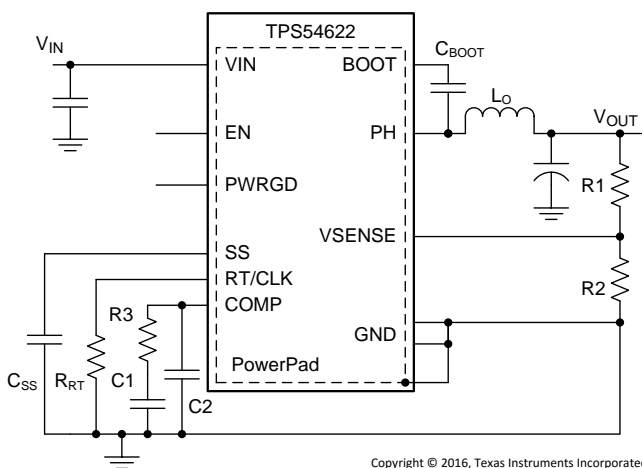 TPS54622
VIN
VIN
BOOT
CBOOT
LO
EN
PH
VOUT
PWRGD
R1
VSENSE
SS
RT/CLK
R2
R3
COMP
GND
PowerPad
CSS
RRT
C1
C2
Copyright © 2016, Texas Instruments Incorporated